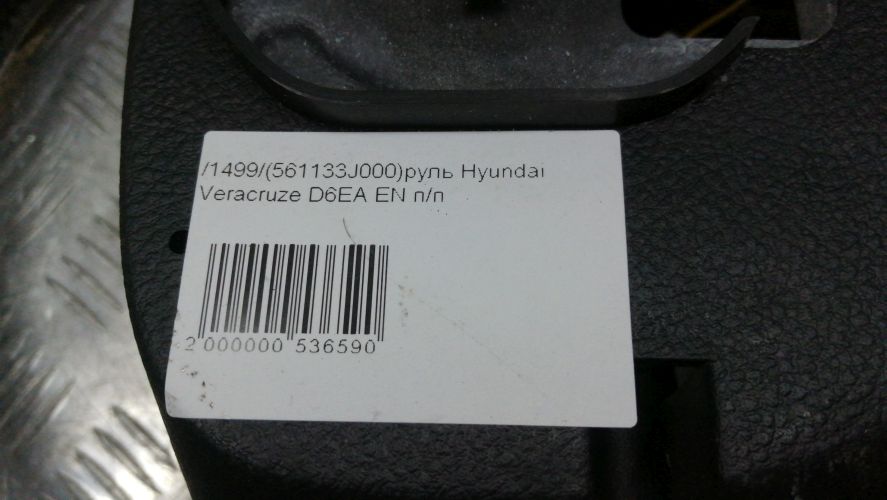 /1499/(561133J000)руль Hyundai
Veracruze D6EA EN п/п
2 000000 536590